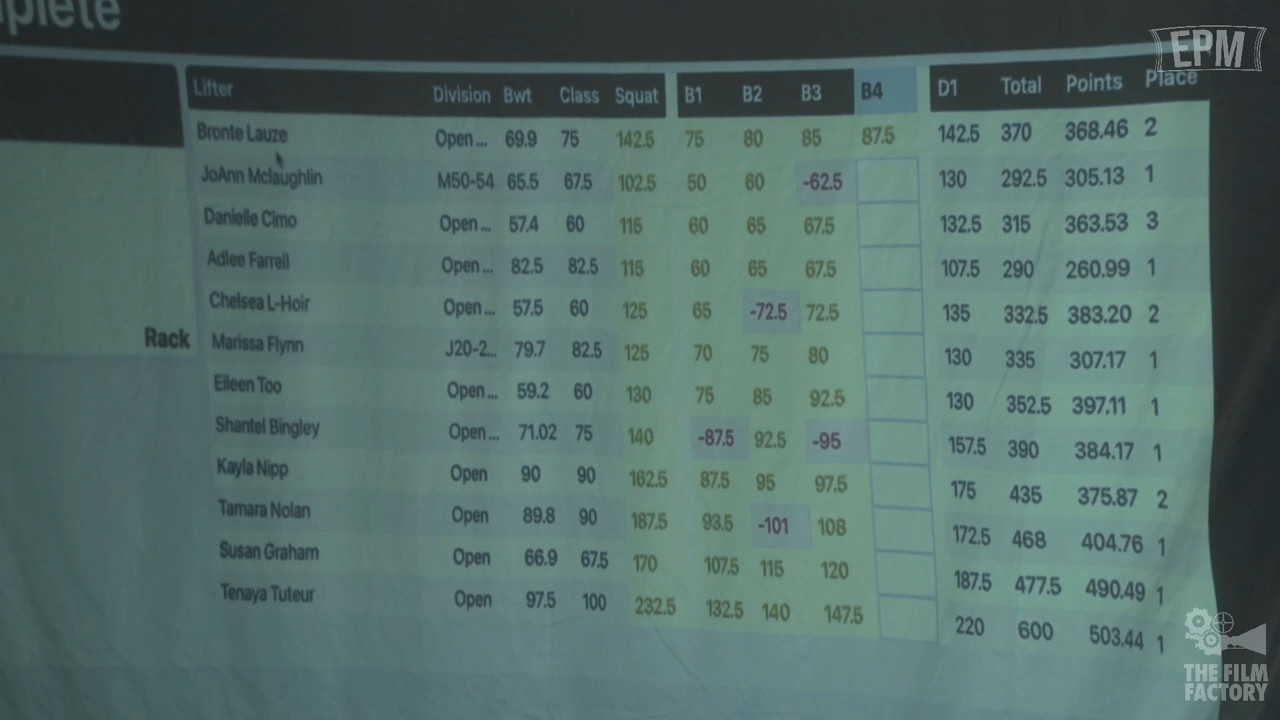 plete
EPM
Lifter Division Bwt Class Squat B1 B2 B3 B4 D1 Total Points Place
Bronte Lauze Open... 69.9 75 142.5 75 80 85 87.5 142.5 370 368.46 2
JoAnn Mclaughlin M50-54 65.5 67.5 102.5 50 60 -62.5 130 292.5 305.13 1
Danielle Cimo Open... 57.4 60 115 60 65 67.5 132.5 315 363.53 3
Adlee Farrell Open... 82.5 82.5 115 60 65 67.5 107.5 290 260.99 1
Chelsea L-Hoir Open... 57.5 60 125 65 -72.5 72.5 135 332.5 383.20 2
Rack
Marissa Flynn J20-2... 79.7 82.5 125 70 75 80 130 335 307.17 1
Eileen Too Open... 59.2 60 130 75 85 92.5 130 352.5 397.11 1
Shantel Bingley Open... 71.02 75 140 -87.5 92.5 -95 157.5 390 384.17 1
Kayla Nipp Open 90 90 162.5 87.5 95 97.5 175 435 375.87 2
Tamara Nolan Open 89.8 90 187.5 93.5 -101 108 172.5 468 404.76 1
Susan Graham Open 66.9 67.5 170 107.5 115 120 187.5 477.5 490.49 1
Tenaya Tuteur Open 97.5 100 232.5 132.5 140 147.5 220 600 503.44 1
THE FILM
FACTORY